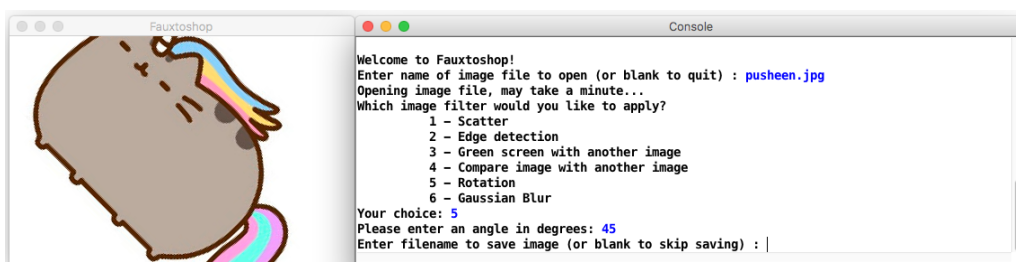 Fauxtoshop
Console
Welcome to Fauxtoshop!
Enter name of image file to open (or blank to quit) : pusheen.jpg
Opening image file, may take a minute...
Which image filter would you like to apply?
1 – Scatter
2 – Edge detection
3 – Green screen with another image
4 – Compare image with another image
5 – Rotation
6 – Gaussian Blur
Your choice: 5
Please enter an angle in degrees: 45
Enter filename to save image (or blank to skip saving) :